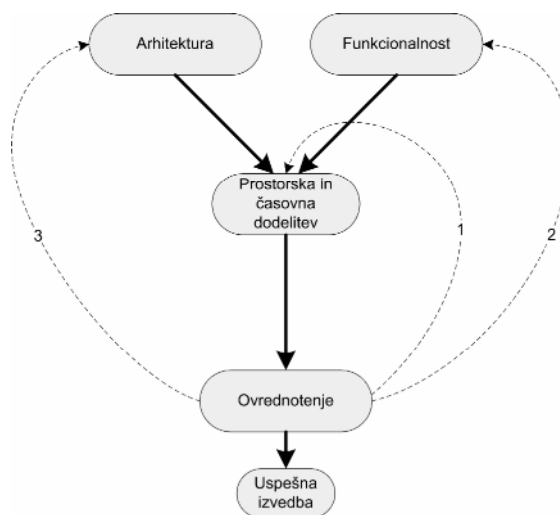 Arhitektura
Funkcionalnost
Prostorska in
časovna
dodelitev
1
2
3
Ovrednotenje
Uspešna
izvedba